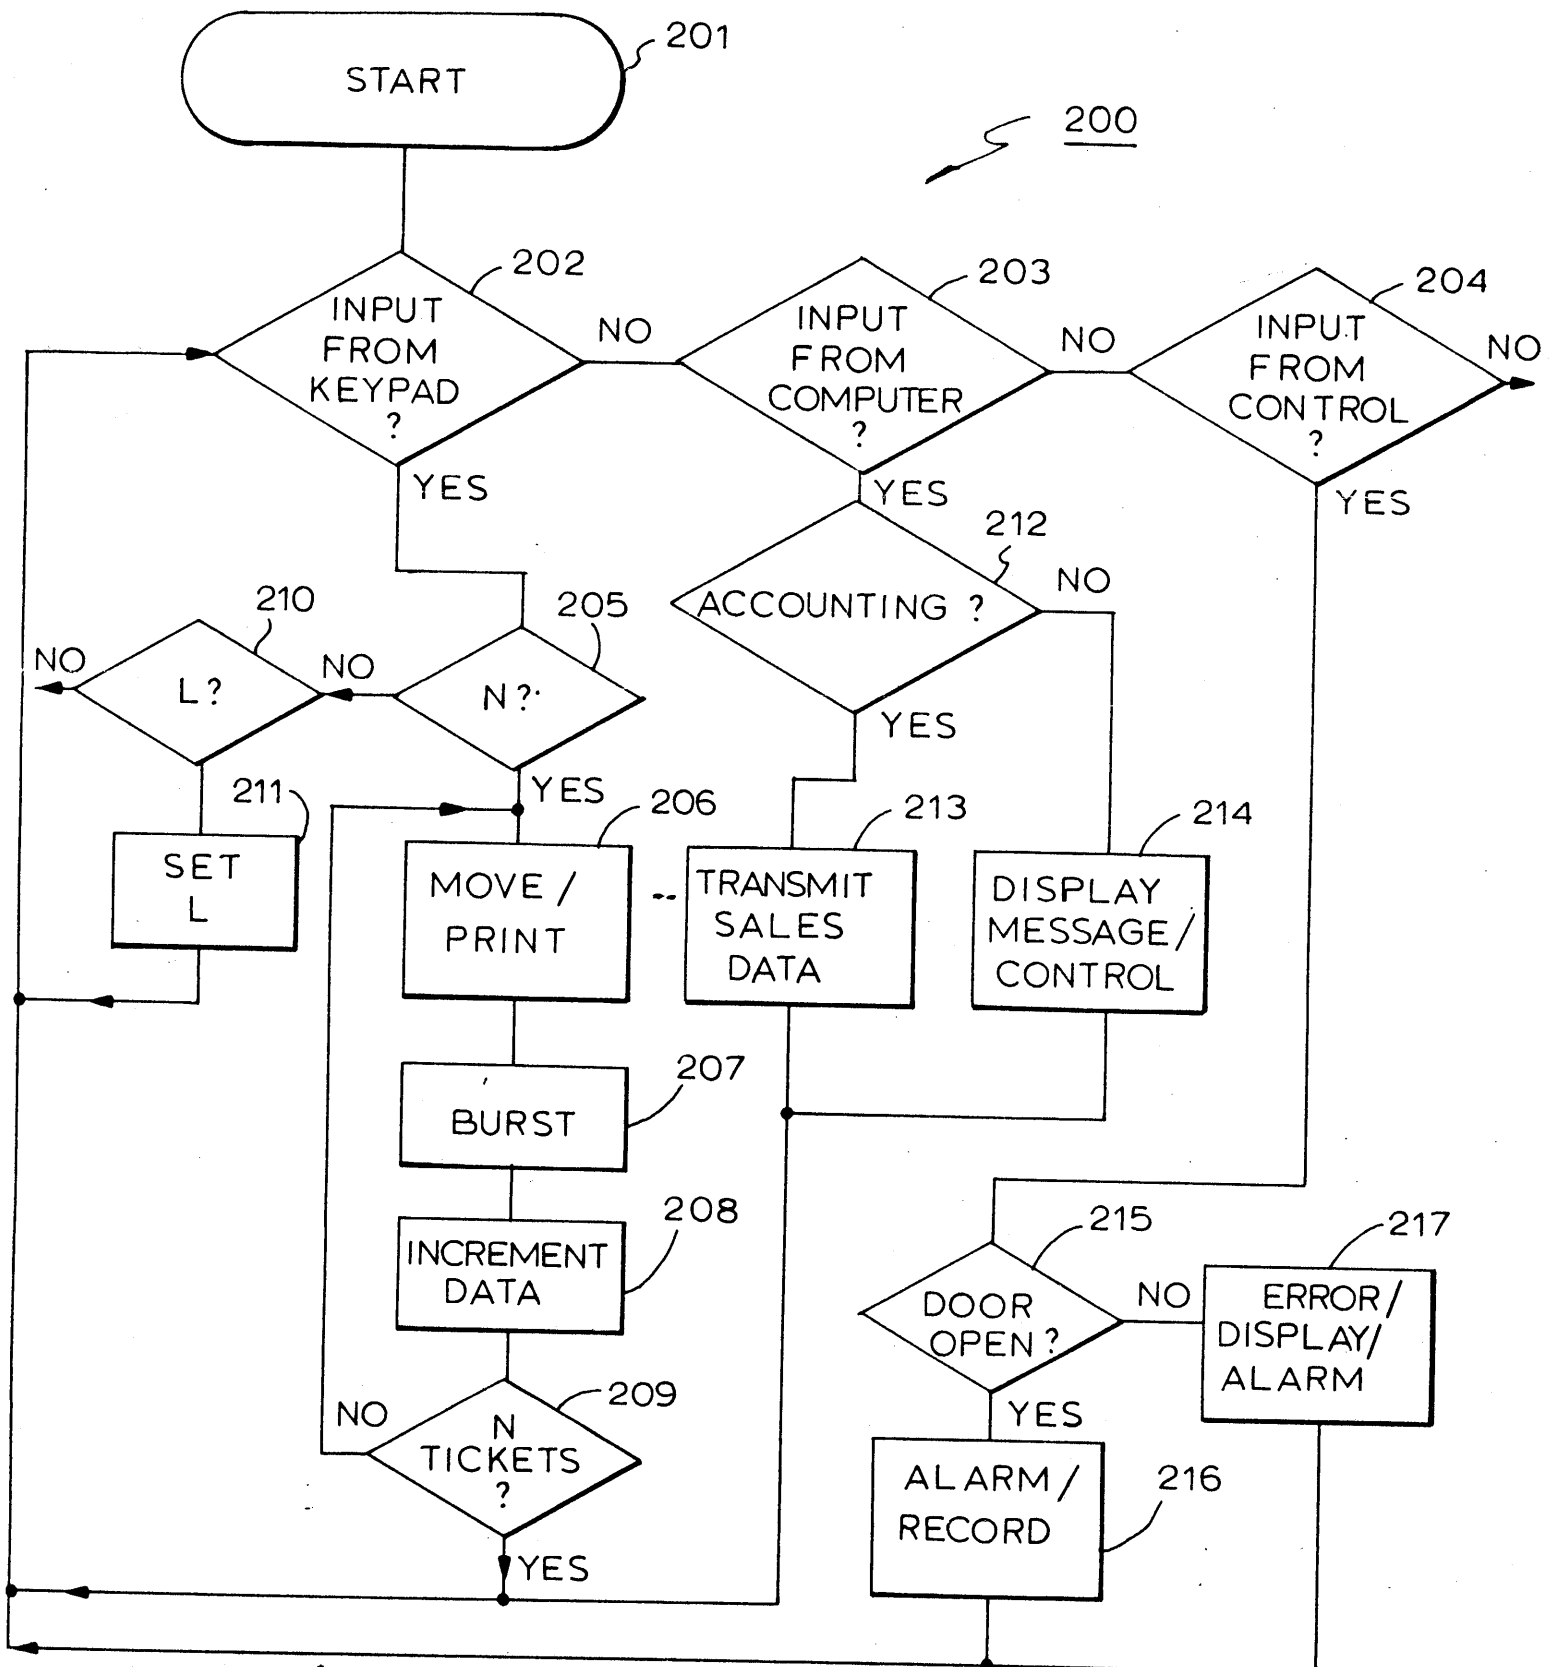 START
201
200
INPUT
FROM
KEYPAD
?
202
NO
YES
INPUT
FROM
COMPUTER
?
203
NO
YES
INPUT
FROM
CONTROL
?
204
NO
YES
ACCOUNTING ?
212
NO
YES
L?
210
NO
N?
205
NO
YES
SET
L
211
MOVE/
PRINT
206
TRANSMIT
SALES
DATA
213
DISPLAY
MESSAGE/
CONTROL
214
BURST
207
INCREMENT
DATA
208
N
TICKETS
?
209
NO
YES
DOOR
OPEN?
215
NO
YES
ERROR/
DISPLAY/
ALARM
217
ALARM/
RECORD
216